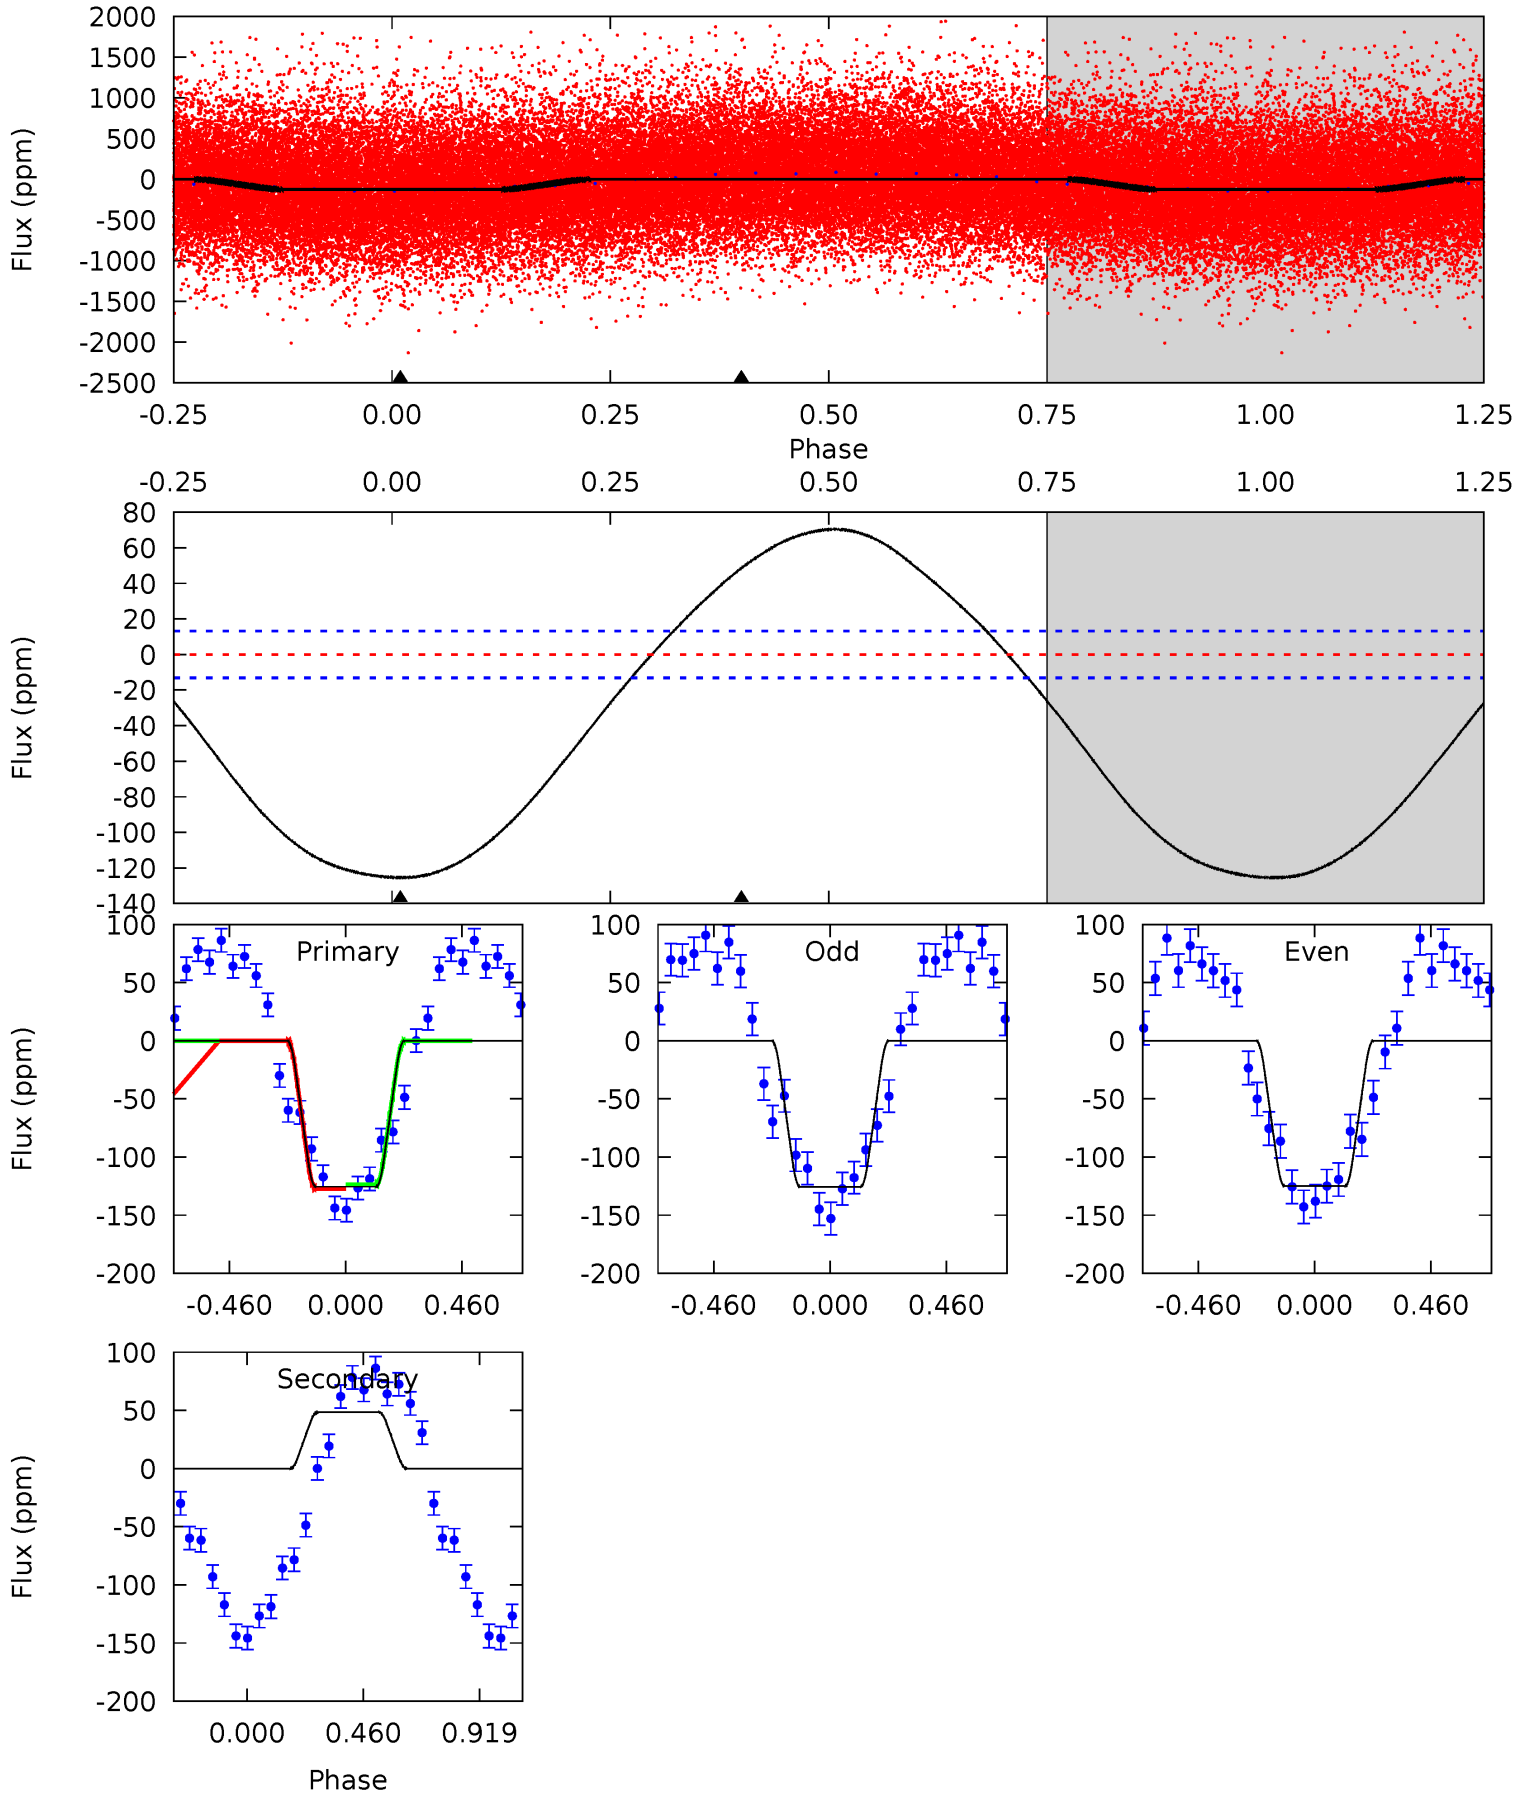 2000
1500
1000
500
0
-500
-1000
-1500
-2000
-2500
Flux (ppm)
-0.25 0.00 0.25 0.50 0.75 1.00 1.25
Phase
-0.25 0.00 0.25 0.50 0.75 1.00 1.25
80
60
40
20
0
-20
-40
-60
-80
-100
-120
-140
Flux (ppm)
Primary Odd Even
100 100 100
50 50 50
0 0 0
-50 -50 -50
-100 -100 -100
-150 -150 -150
-200 -200 -200
Flux (ppm)
-0.460 0.000 0.460 -0.460 0.000 0.460 -0.460 0.000 0.460
Secondary
100
50
0
-50
-100
-150
-200
Flux (ppm)
0.000 0.460 0.919
Phase